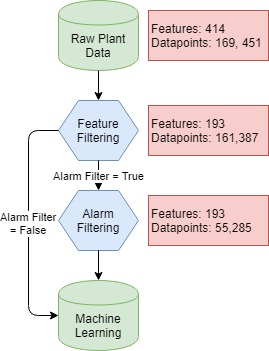 Raw Plant
Data
Features: 414
Datapoints: 169, 451
Feature
Filtering
Features: 193
Datapoints: 161,387
Alarm Filter = True
Alarm Filter
= False
Alarm
Filtering
Features: 193
Datapoints: 55,285
Machine
Learning